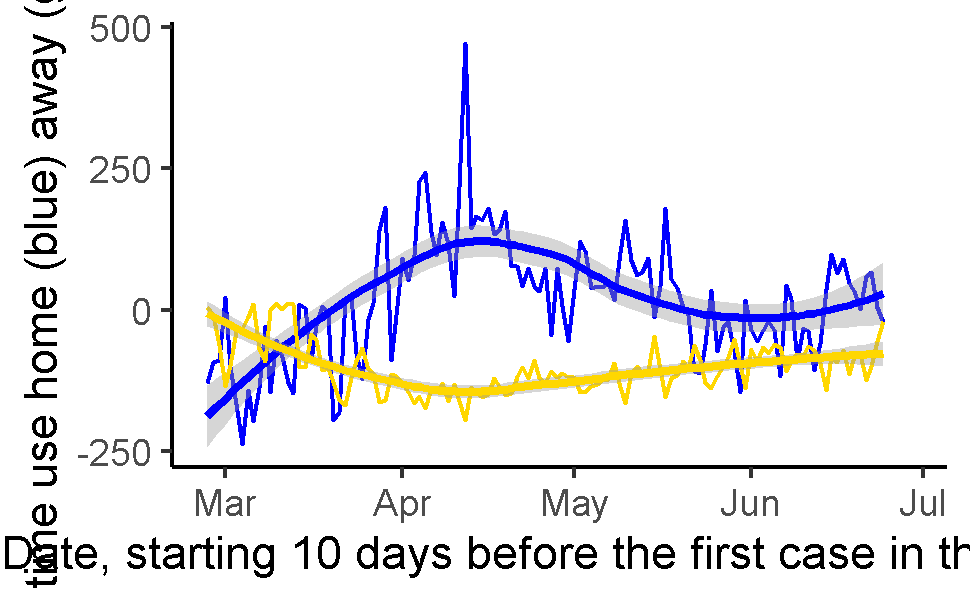 time use home (blue) away (
500
250
0
-250
Mar Apr May Jun Jul
Date, starting 10 days before the first case in th